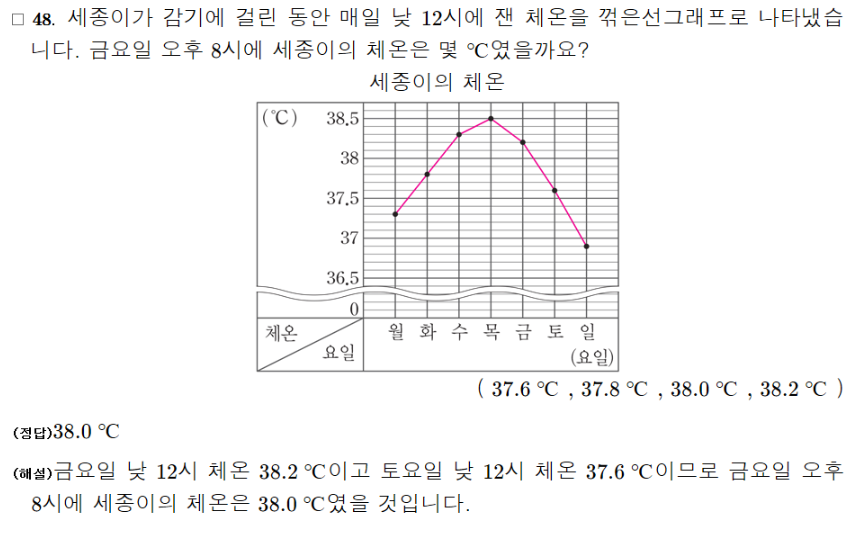 □ 48. 세종이가 감기에 걸린 동안 매일 낮 12시에 잰 체온을 꺾은선그래프로 나타냈습
니다. 금요일 오후 8시에 세종이의 체온은 몇 ℃였을까요?
세종이의 체온
(℃) 38.5
38
37.5
37
36.5
0
체온 요일 월 화 수 목 금 토 일
(요일)
( 37.6 ℃ , 37.8 ℃ , 38.0 ℃ , 38.2 ℃ )
(정답)38.0 ℃
(해설)금요일 낮 12시 체온 38.2 ℃이고 토요일 낮 12시 체온 37.6 ℃이므로 금요일 오후
8시에 세종이의 체온은 38.0 ℃였을 것입니다.